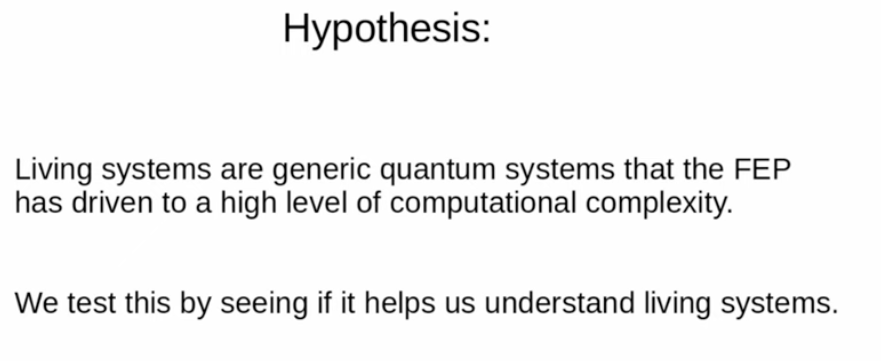 Hypothesis:
Living systems are generic quantum systems that the FEP
has driven to a high level of computational complexity.
We test this by seeing if it helps us understand living systems.